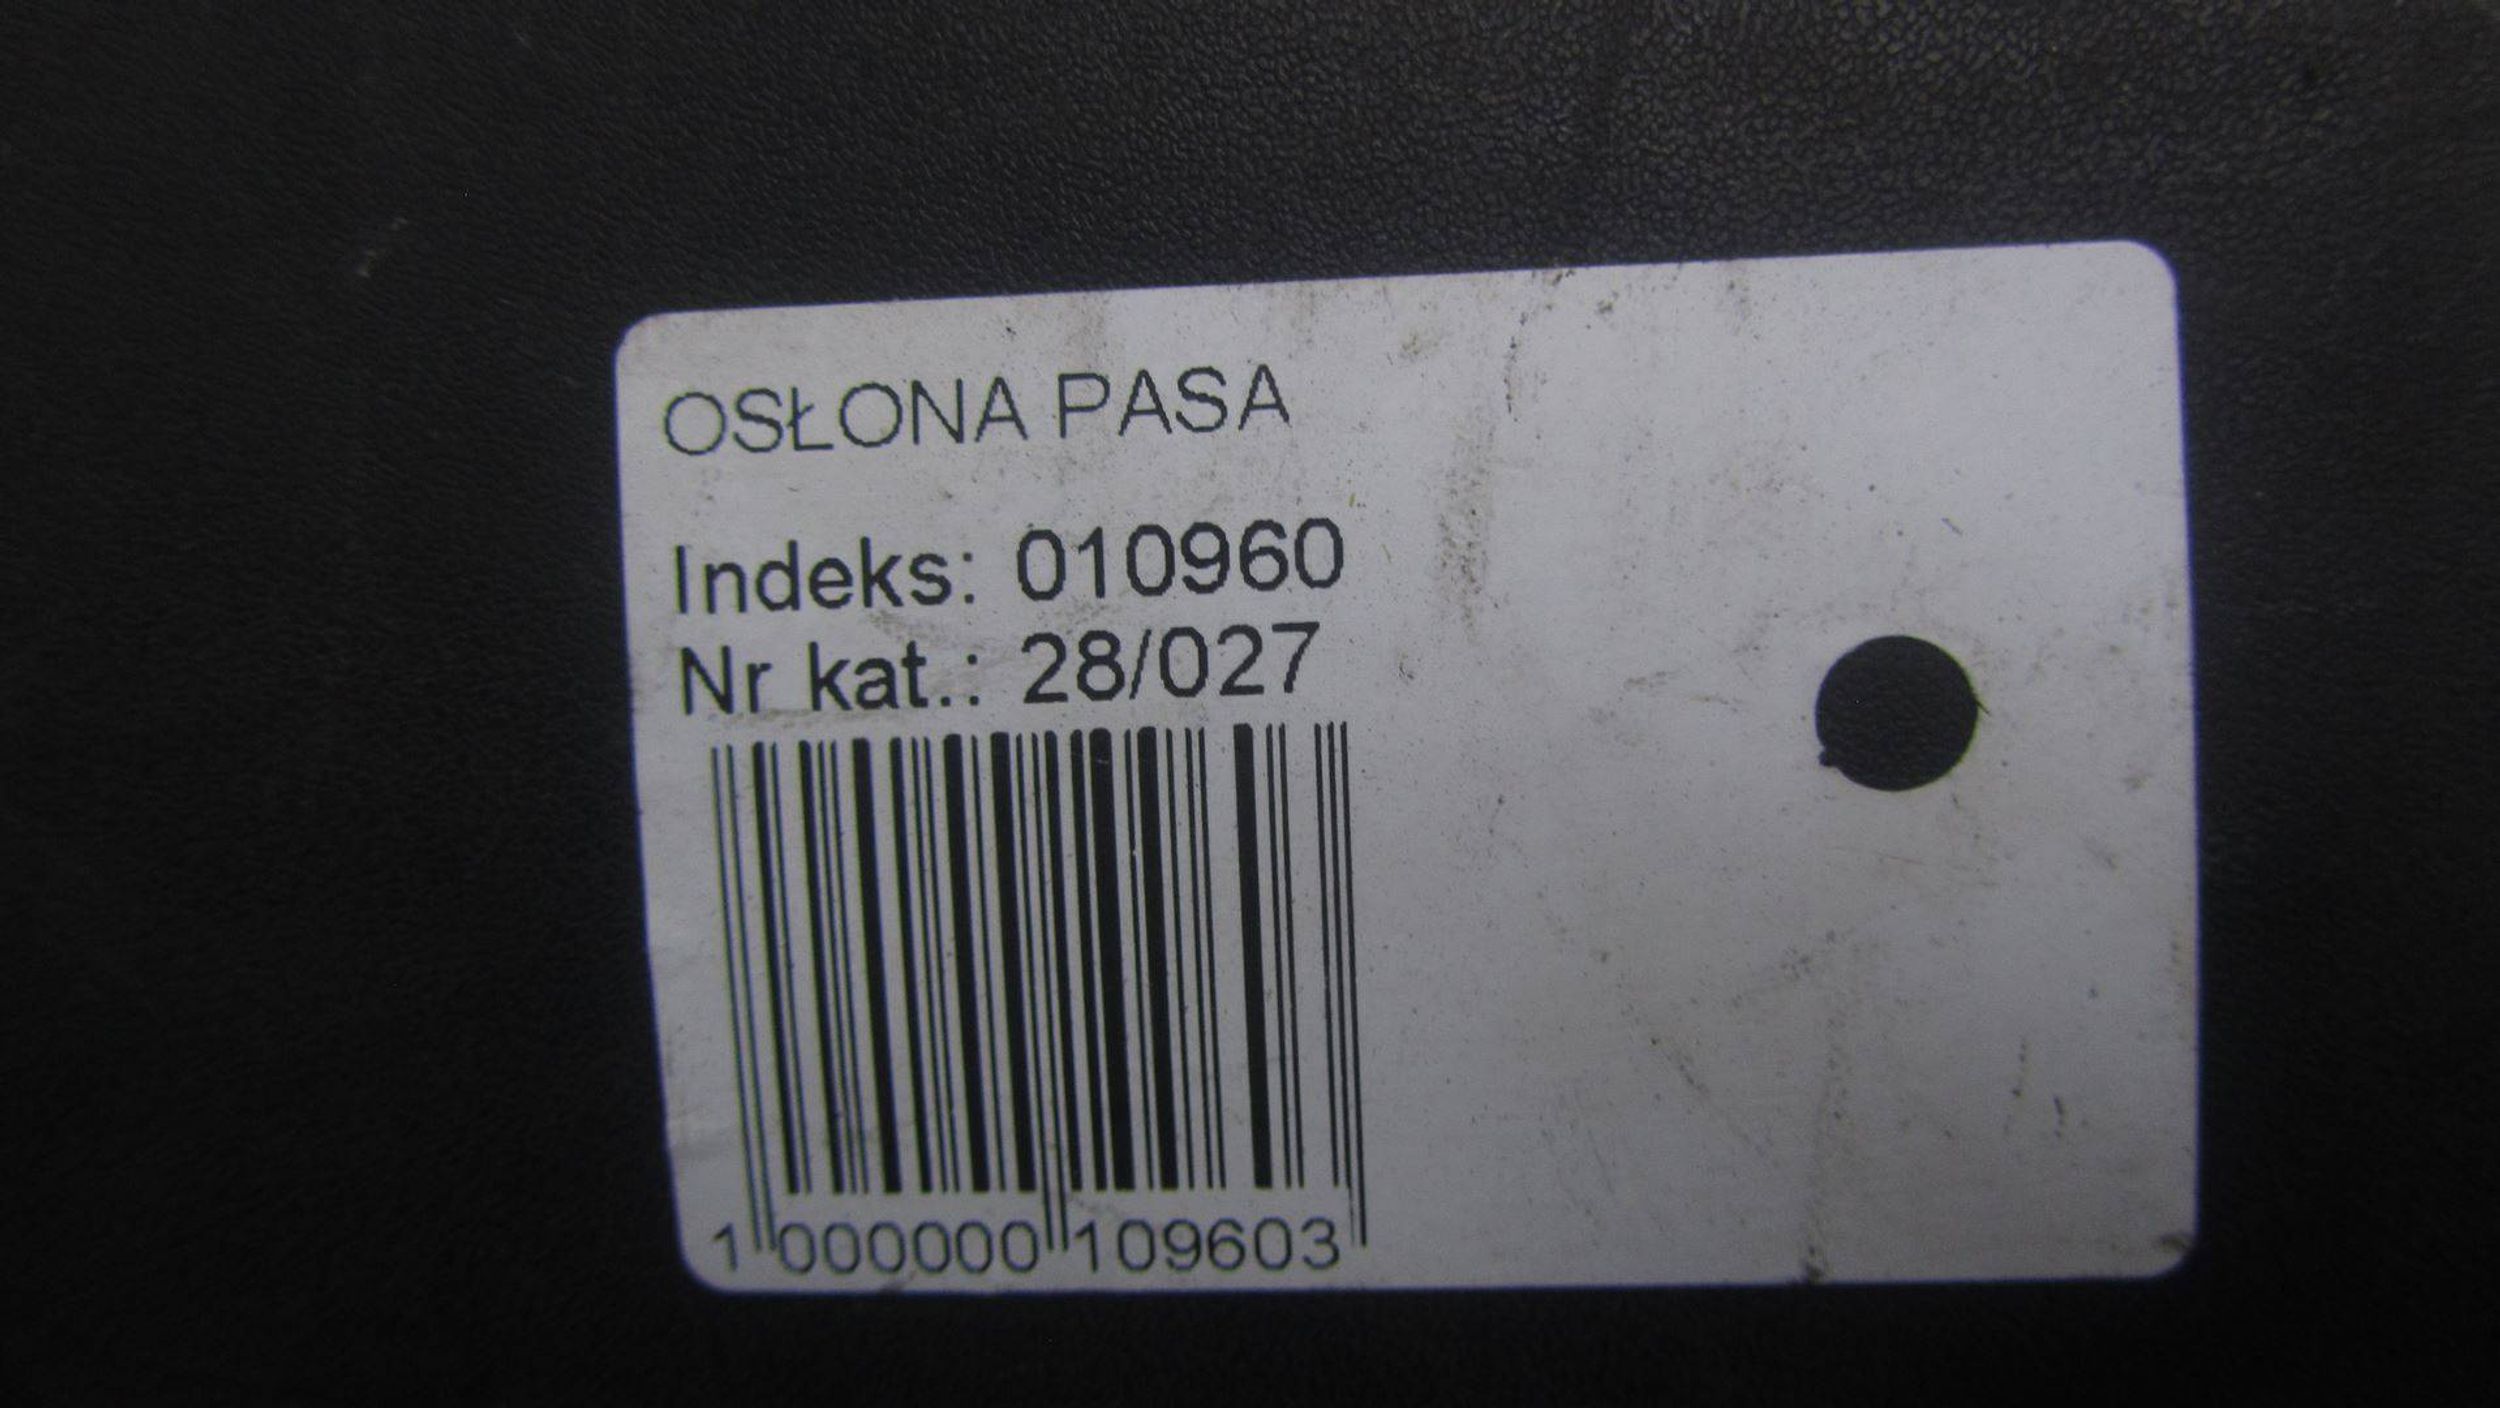 OSŁONA PASA
Indeks: 010960
Nr kat.: 28/027
1 000000 109603